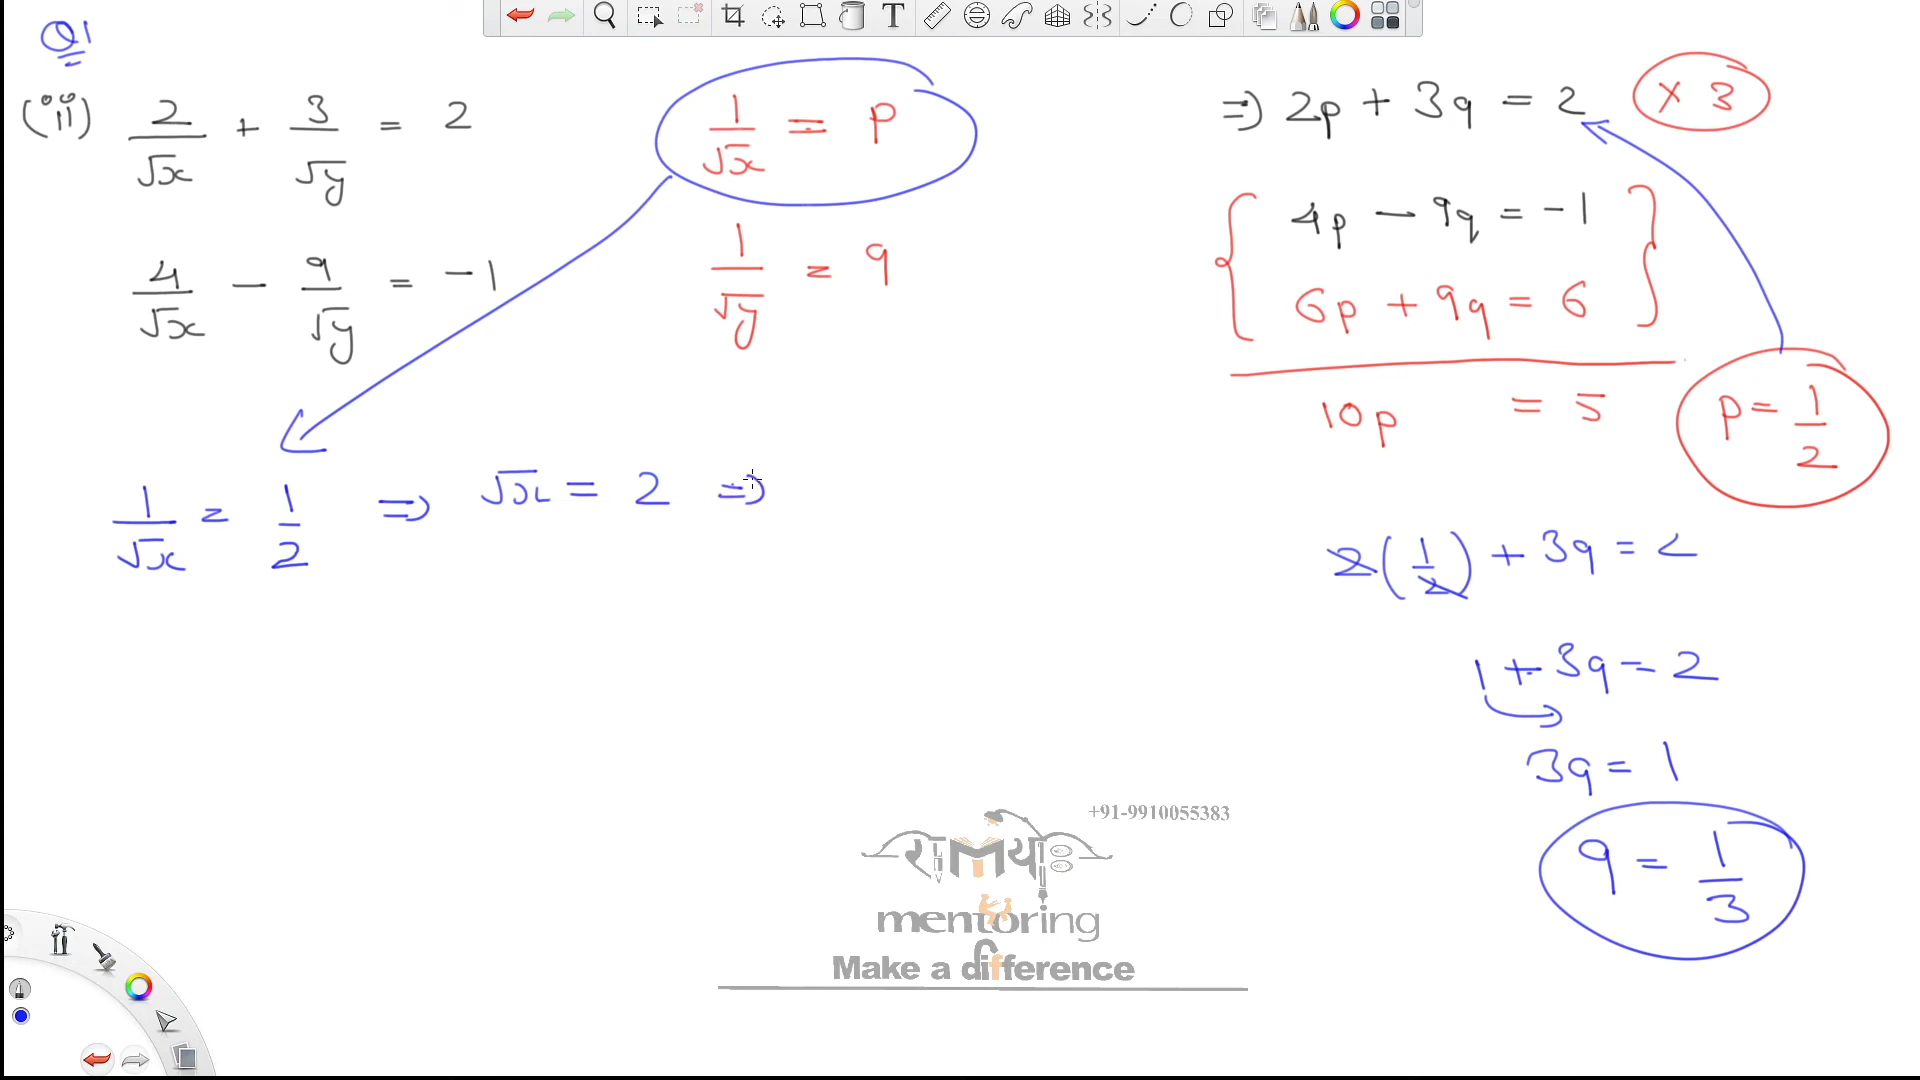 Q1
(iii) 2/√x + 3/√y = 2
4/√x - 9/√y = -1
1/√x = p
1/√y = q
⇒ 2p + 3q = 2 × 3
4p - 9q = -1
6p + 9q = 6
10p = 5
p = 1/2
1/√x = 1/2 ⇒ √x = 2 ⇒
2(1/2) + 3q = 2
1 + 3q = 2
3q = 1
q = 1/3
+91-9910055383
mentoring
Make a difference